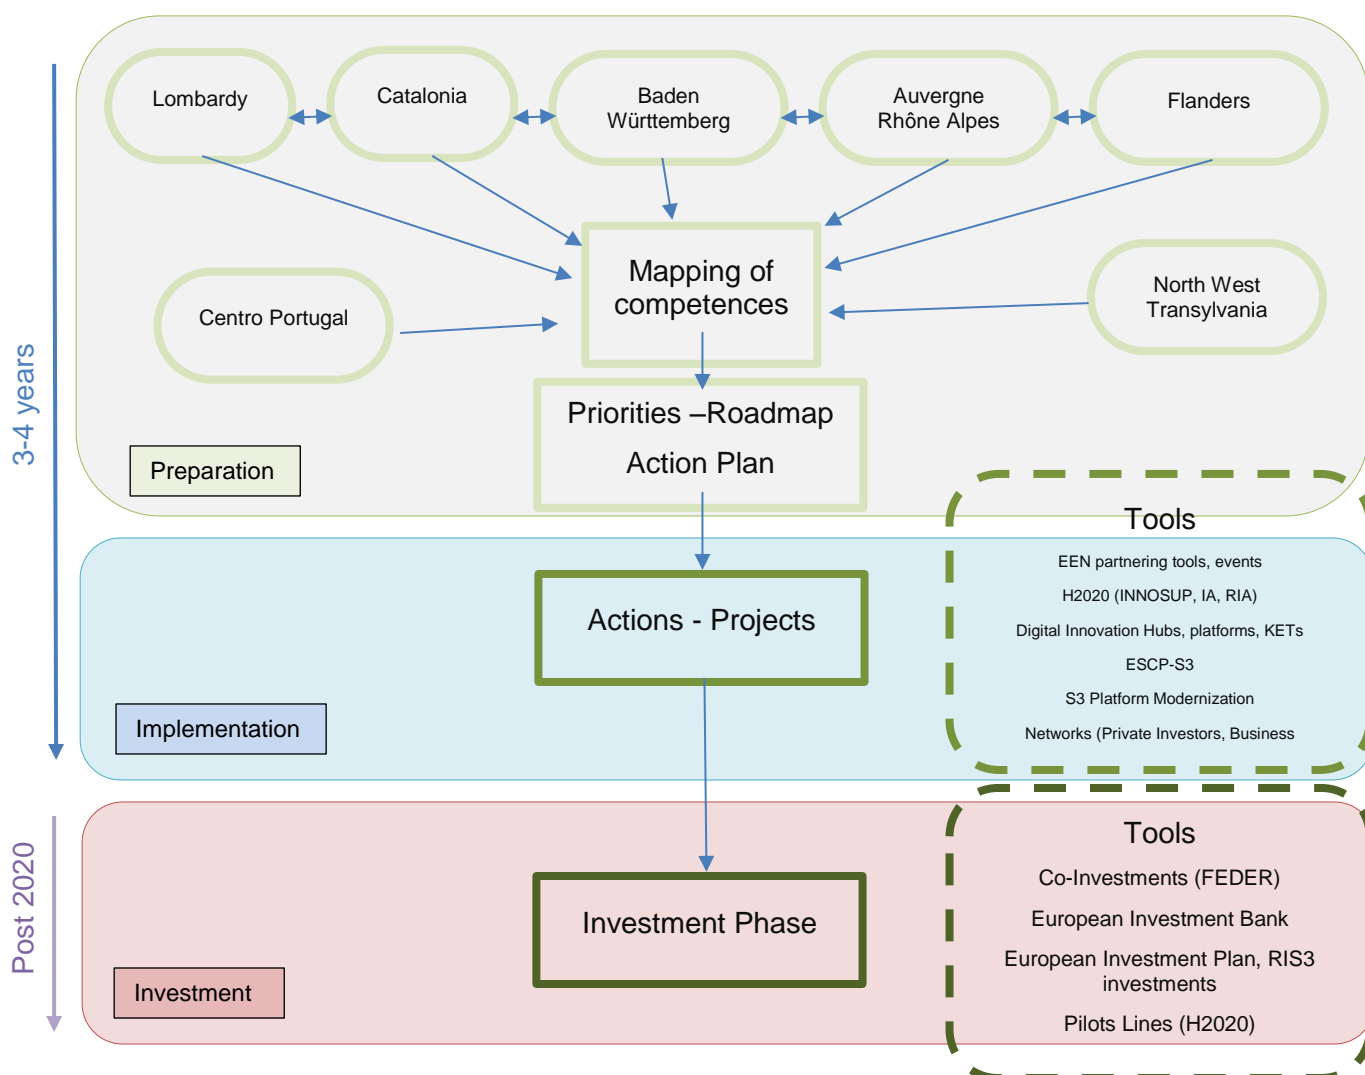 Lombardy
Catalonia
Baden
Württemberg
Auvergne
Rhône Alpes
Flanders
Mapping of
competences
Centro Portugal
North West
Transylvania
3-4 years
Priorities –Roadmap
Action Plan
Preparation
Tools
EEN partnering tools, events
H2020 (INNOSUP, IA, RIA)
Digital Innovation Hubs, platforms, KETs
ESCP-S3
S3 Platform Modernization
Networks (Private Investors, Business
Actions - Projects
Implementation
Post 2020
Tools
Co-Investments (FEDER)
European Investment Bank
European Investment Plan, RIS3
investments
Pilots Lines (H2020)
Investment Phase
Investment